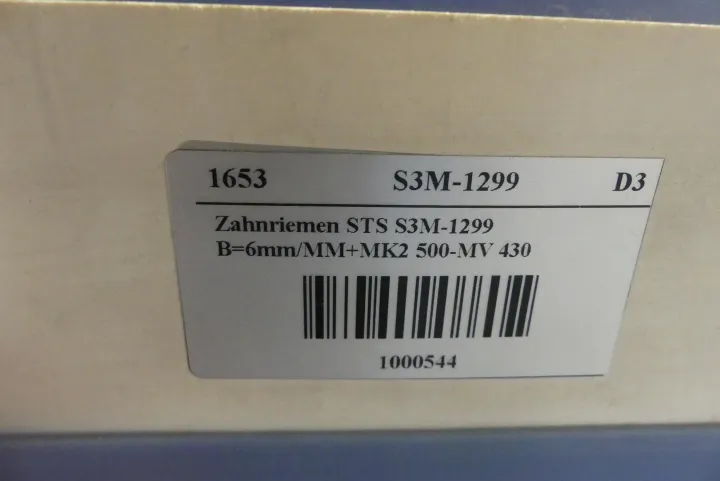 1653 S3M-1299 D3
Zahnriemen STS S3M-1299
B=6mm/MM+MK2 500-MV 430
1000544